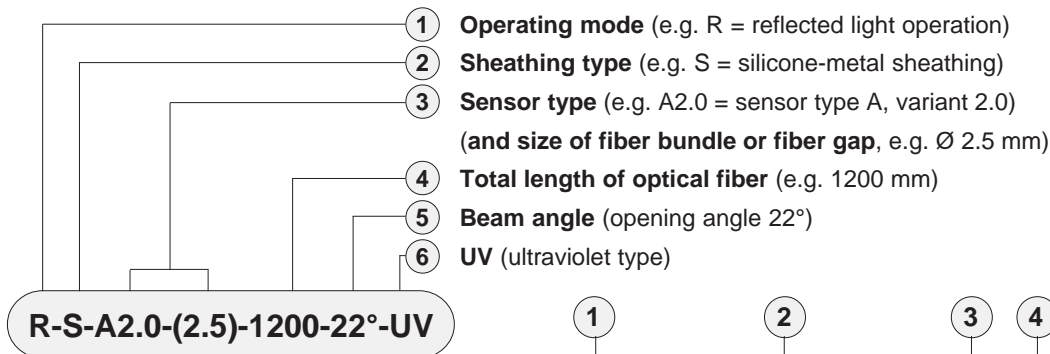 1 Operating mode (e.g. R = reflected light operation)
2 Sheathing type (e.g. S = silicone-metal sheathing)
3 Sensor type (e.g. A2.0 = sensor type A, variant 2.0)
(and size of fiber bundle or fiber gap, e.g. Ø 2.5 mm)
4 Total length of optical fiber (e.g. 1200 mm)
5 Beam angle (opening angle 22°)
6 UV (ultraviolet type)
R-S-A2.0-(2.5)-1200-22°-UV
1 2 3 4